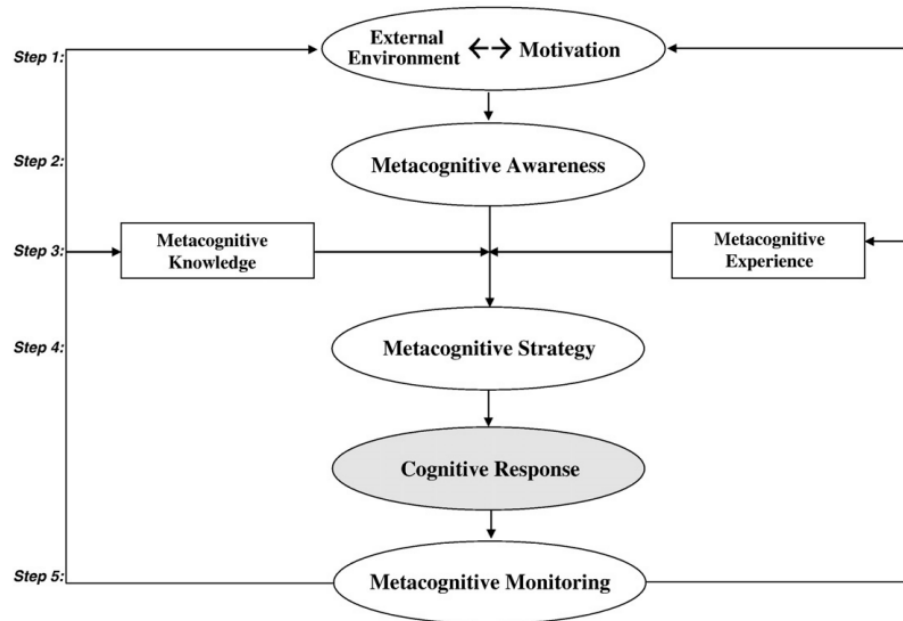 Step 1:
External
Environment
Motivation
Step 2:
Metacognitive Awareness
Step 3:
Metacognitive
Knowledge
Metacognitive
Experience
Step 4:
Metacognitive Strategy
Cognitive Response
Step 5:
Metacognitive Monitoring